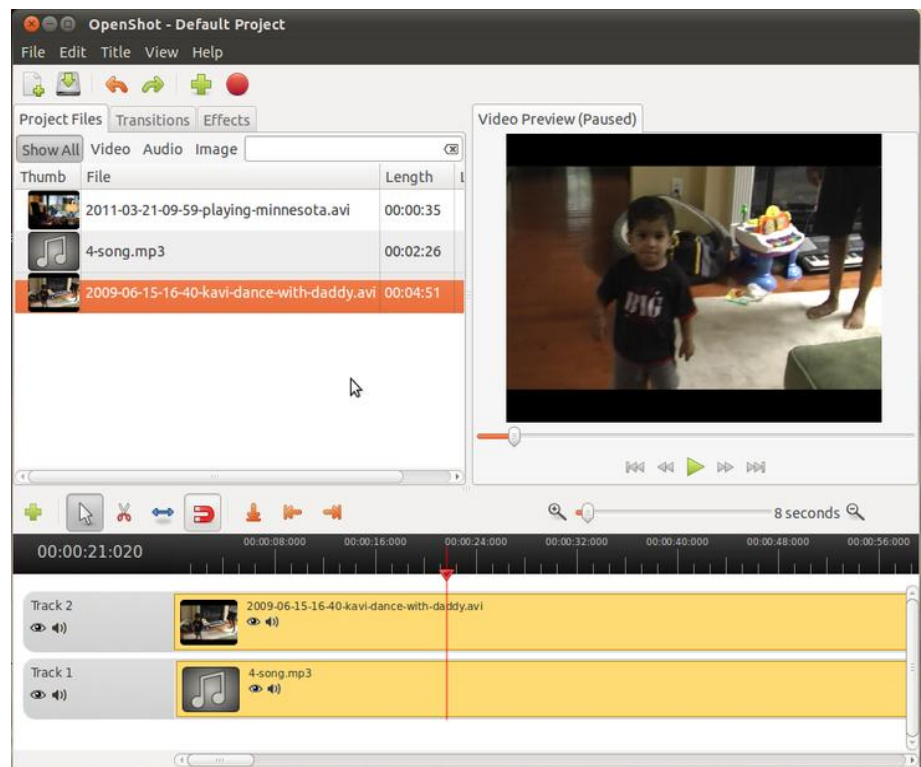 OpenShot - Default Project
File Edit Title View Help
Project Files Transitions Effects
Video Preview (Paused)
Show All Video Audio Image
Thumb File Length L
2011-03-21-09-59-playing-minnesota.avi 00:00:35
4-song.mp3 00:02:26
2009-06-15-16-40-kavi-dance-with-daddy.avi 00:04:51
BIG
8 seconds
00:00:21:020
00:00:08:000 00:00:16:000 00:00:24:000 00:00:32:000 00:00:40:000 00:00:48:000 00:00:56:000
Track 2
2009-06-15-16-40-kavi-dance-with-daddy.avi
Track 1
4-song.mp3